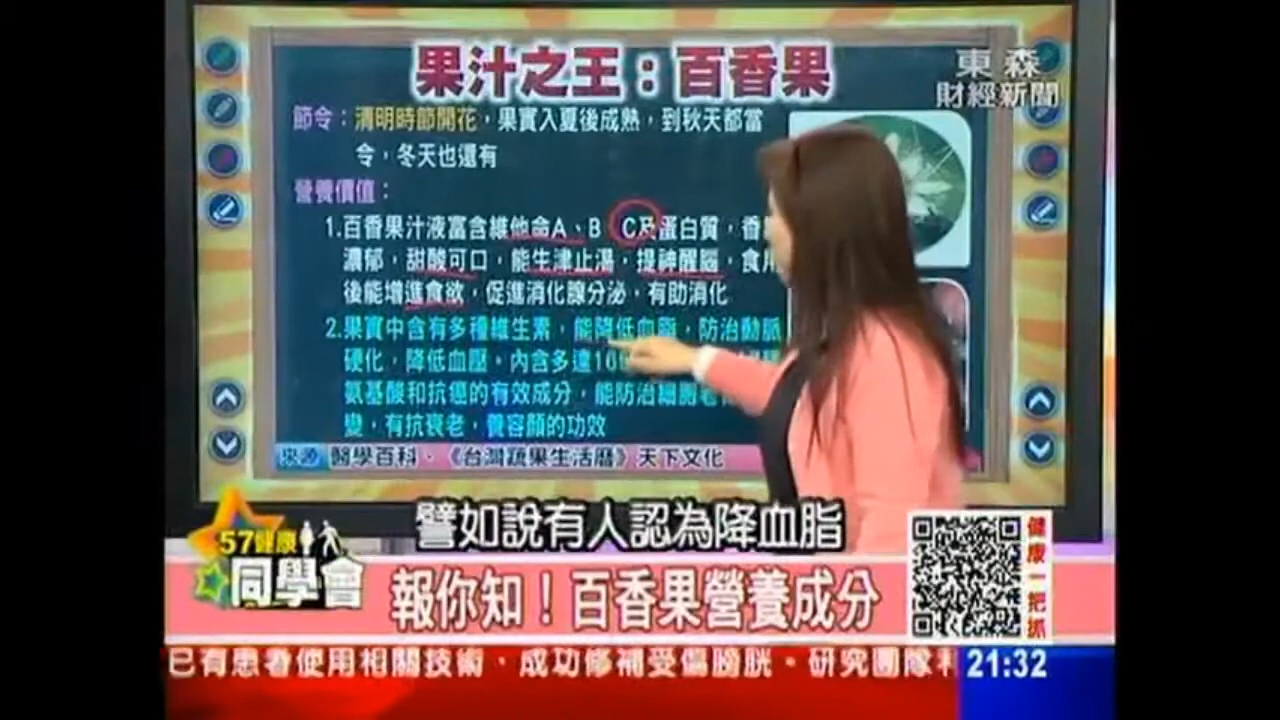 果汁之王：百香果
東森
財經新聞
節令：清明時節開花，果實入夏後成熟，到秋天都當
令，冬天也還有
營養價值：
1.百香果汁液富含維他命A、B C及蛋白質，香
濃郁，甜酸可口，能生津止渴，提神醒腦，食用
後能增進食欲，促進消化腺分泌，有助消化
2.果實中含有多種維生素，能降低血脂，防治動脈
硬化，降低血壓。內含多達16
氨基酸和抗癌的有效成分，能防治細胞老
變，有抗衰老，養容顏的功效
來源 醫學百科、《台灣蔬果生活曆》天下文化
譬如說有人認為降血脂
57健康
同學會
報你知！百香果營養成分
健康一把抓
已有患者使用相關技術，成功修補受傷膀胱。研究團隊利
21:32